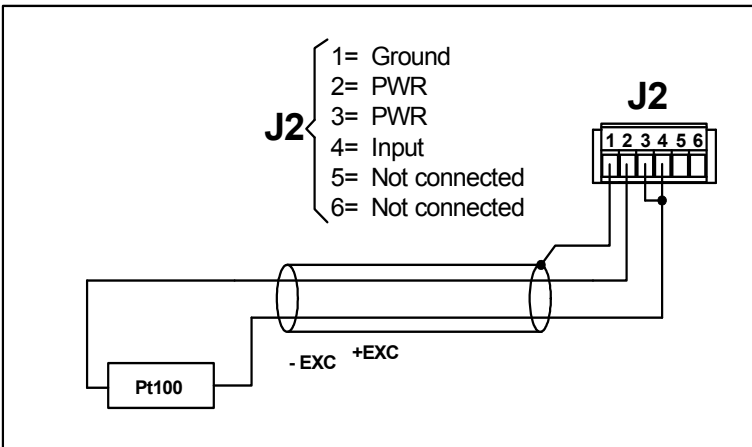 1= Ground
2= PWR
3= PWR
J2
4= Input
5= Not connected
6= Not connected
J2
1 2 3 4 5 6
- EXC +EXC
Pt100